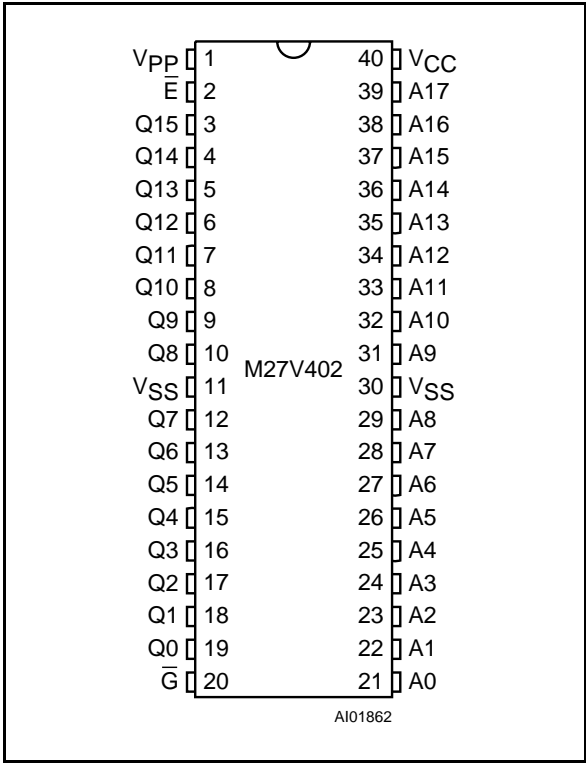 VPP 1 40 VCC
E̅ 2 39 A17
Q15 3 38 A16
Q14 4 37 A15
Q13 5 36 A14
Q12 6 35 A13
Q11 7 34 A12
Q10 8 33 A11
Q9 9 32 A10
Q8 10 31 A9
M27V402
VSS 11 30 VSS
Q7 12 29 A8
Q6 13 28 A7
Q5 14 27 A6
Q4 15 26 A5
Q3 16 25 A4
Q2 17 24 A3
Q1 18 23 A2
Q0 19 22 A1
G̅ 20 21 A0
AI01862